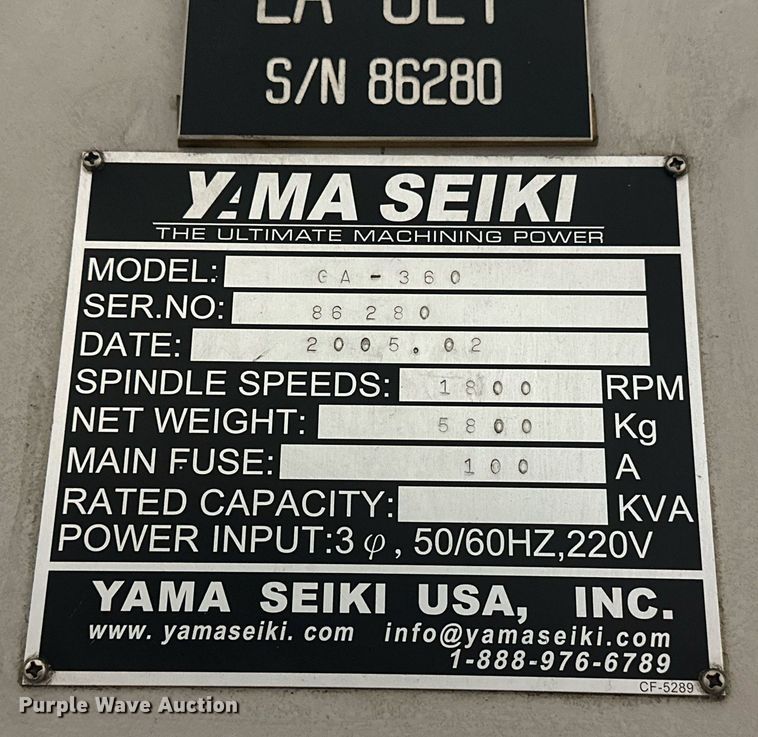 S/N 86280
YAMA SEIKI
THE ULTIMATE MACHINING POWER
MODEL: GA-360
SER.NO: 86280
DATE: 2005.02
SPINDLE SPEEDS: 1800 RPM
NET WEIGHT: 5800 Kg
MAIN FUSE: 100 A
RATED CAPACITY: KVA
POWER INPUT:3 φ, 50/60HZ,220V
YAMA SEIKI USA, INC.
www. yamaseiki. com info@yamaseiki.com
1-888-976-6789
CF-5289
Purple Wave Auction